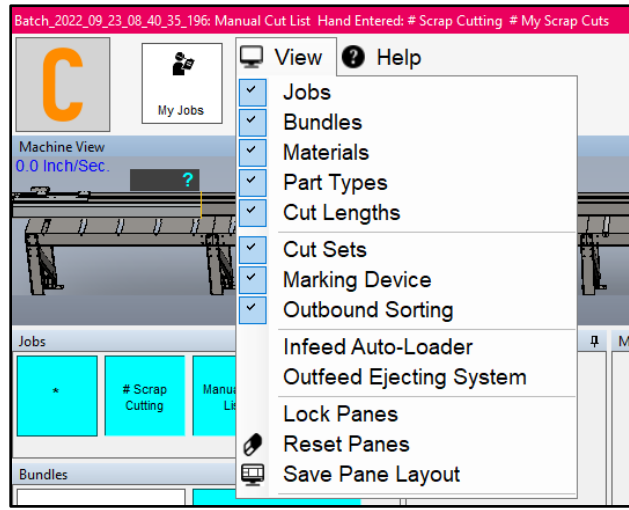 Batch_2022_09_23_08_40_35_196: Manual Cut List Hand Entered: # Scrap Cutting # My Scrap Cuts
C
My Jobs
View
Help
Jobs
Bundles
Materials
Part Types
Cut Lengths
Cut Sets
Marking Device
Outbound Sorting
Infeed Auto-Loader
Outfeed Ejecting System
Lock Panes
Reset Panes
Save Pane Layout
Machine View
0.0 Inch/Sec.
?
Jobs
*
# Scrap
Cutting
Bundles